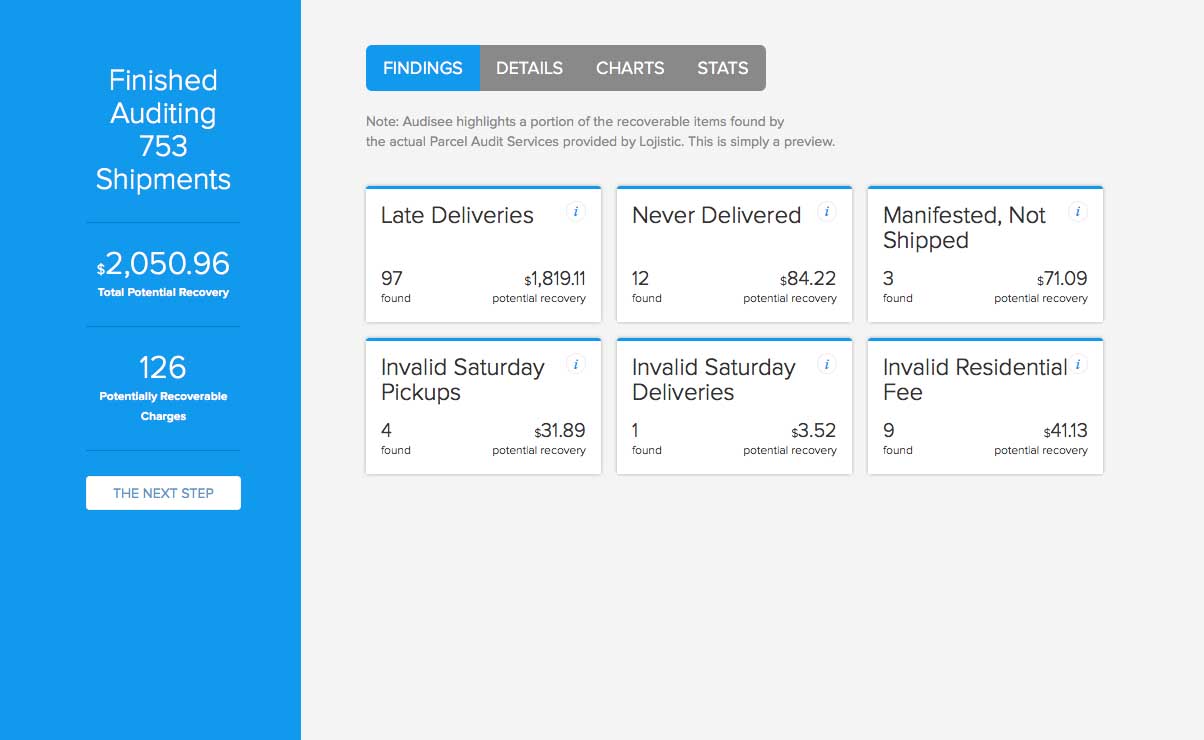 Finished
Auditing
753
Shipments
$2,050.96
Total Potential Recovery
126
Potentially Recoverable
Charges
THE NEXT STEP
FINDINGS DETAILS CHARTS STATS
Note: Audisee highlights a portion of the recoverable items found by
the actual Parcel Audit Services provided by Lojistic. This is simply a preview.
Late Deliveries i
97 $1,819.11
found potential recovery
Never Delivered i
12 $84.22
found potential recovery
Manifested, Not i
Shipped
3 $71.09
found potential recovery
Invalid Saturday i
Pickups
4 $31.89
found potential recovery
Invalid Saturday i
Deliveries
1 $3.52
found potential recovery
Invalid Residential i
Fee
9 $41.13
found potential recovery